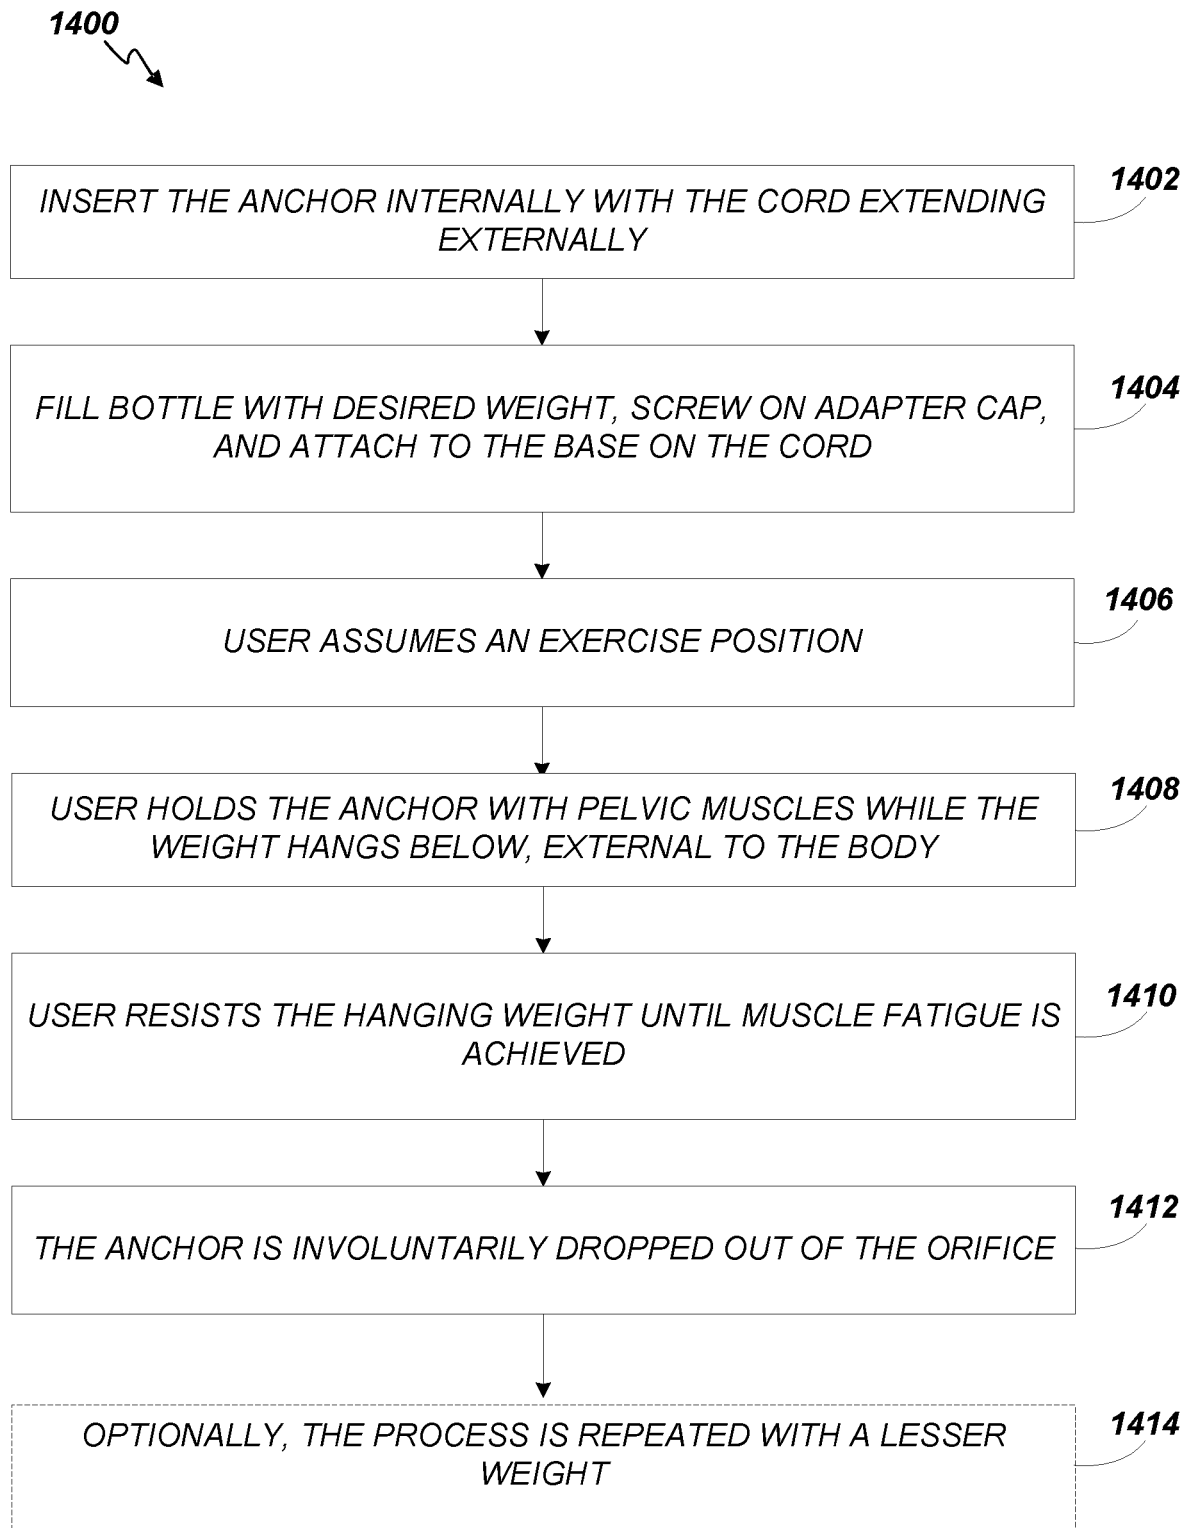 1400
INSERT THE ANCHOR INTERNALLY WITH THE CORD EXTENDING
EXTERNALLY
1402
FILL BOTTLE WITH DESIRED WEIGHT, SCREW ON ADAPTER CAP,
AND ATTACH TO THE BASE ON THE CORD
1404
USER ASSUMES AN EXERCISE POSITION
1406
USER HOLDS THE ANCHOR WITH PELVIC MUSCLES WHILE THE
WEIGHT HANGS BELOW, EXTERNAL TO THE BODY
1408
USER RESISTS THE HANGING WEIGHT UNTIL MUSCLE FATIGUE IS
ACHIEVED
1410
THE ANCHOR IS INVOLUNTARILY DROPPED OUT OF THE ORIFICE
1412
OPTIONALLY, THE PROCESS IS REPEATED WITH A LESSER
WEIGHT
1414